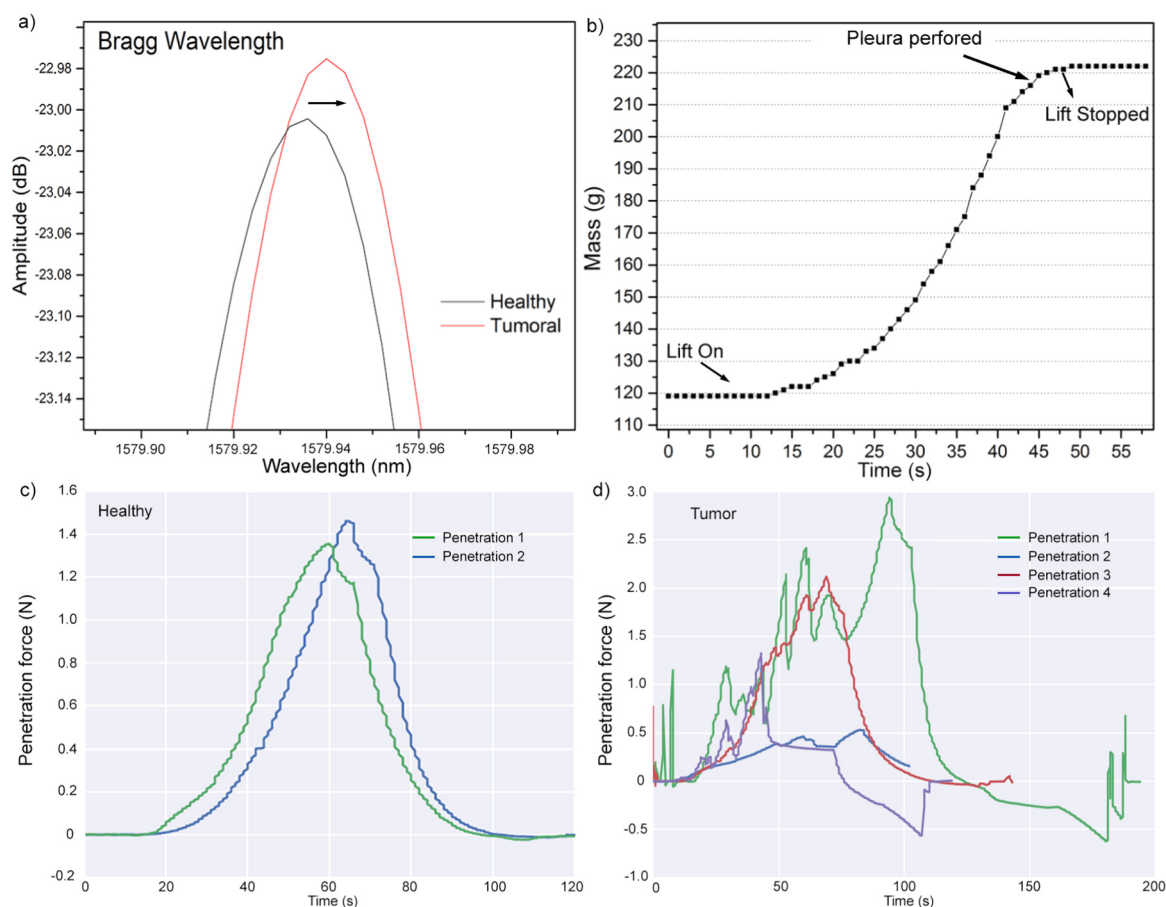 a)
Bragg Wavelength
-22.98
-23.00
-23.02
-23.04
-23.06
-23.08
-23.10
-23.12
-23.14
Amplitude (dB)
Healthy
Tumoral
1579.90 1579.92 1579.94 1579.96 1579.98
Wavelength (nm)
b)
Pleura perfored
Lift Stopped
Lift On
230
220
210
200
190
180
170
160
150
140
130
120
110
Mass (g)
0 5 10 15 20 25 30 35 40 45 50 55
Time (s)
c)
Healthy
Penetration 1
Penetration 2
1.6
1.4
1.2
1.0
0.8
0.6
0.4
0.2
0
-0.2
Penetration force (N)
0 20 40 60 80 100 120
Time (s)
d)
Tumor
Penetration 1
Penetration 2
Penetration 3
Penetration 4
3.0
2.5
2.0
1.5
1.0
0.5
0
-0.5
-1.0
Penetration force (N)
0 50 100 150 200
Time (s)